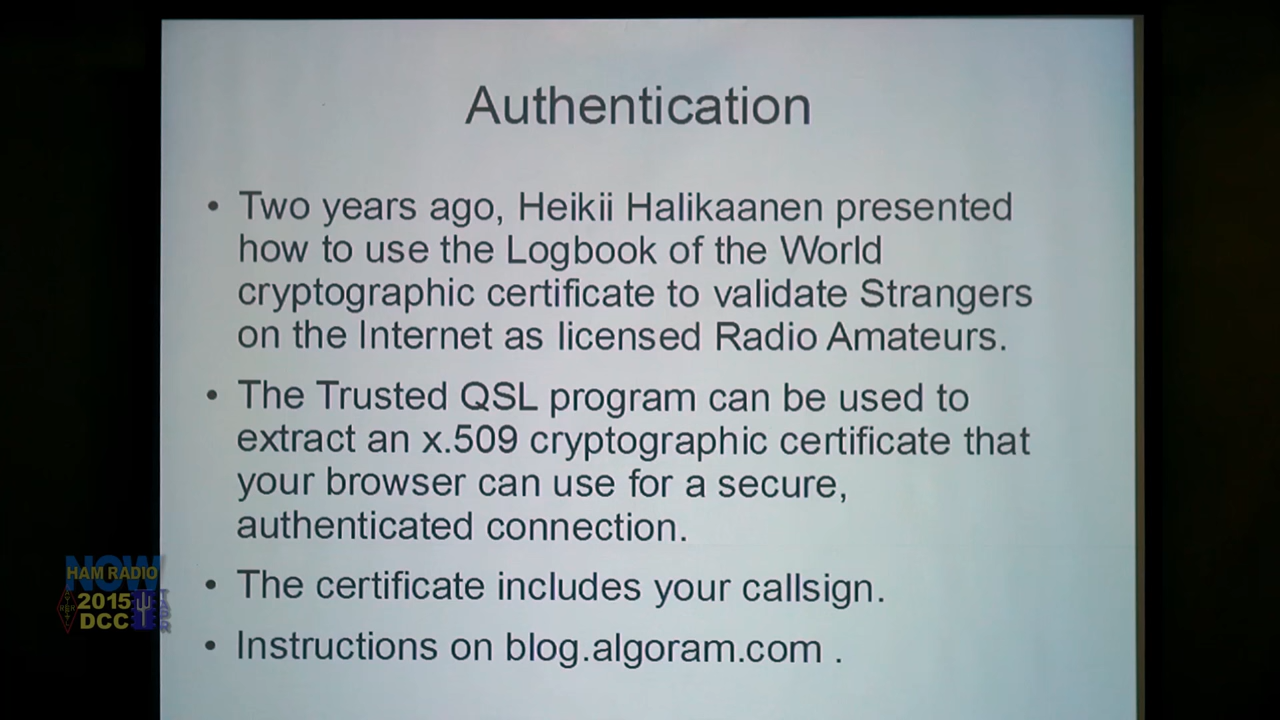 Authentication
• Two years ago, Heikii Halikaanen presented
how to use the Logbook of the World
cryptographic certificate to validate Strangers
on the Internet as licensed Radio Amateurs.
• The Trusted QSL program can be used to
extract an x.509 cryptographic certificate that
your browser can use for a secure,
authenticated connection.
• The certificate includes your callsign.
• Instructions on blog.algoram.com .
NOW
HAM RADIO
2015
DCC